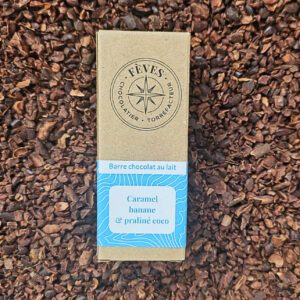 FÈVES
CHOCOLATIER • TORRÉFACTEUR
Barre chocolat au lait
Caramel
banane
& praliné coco